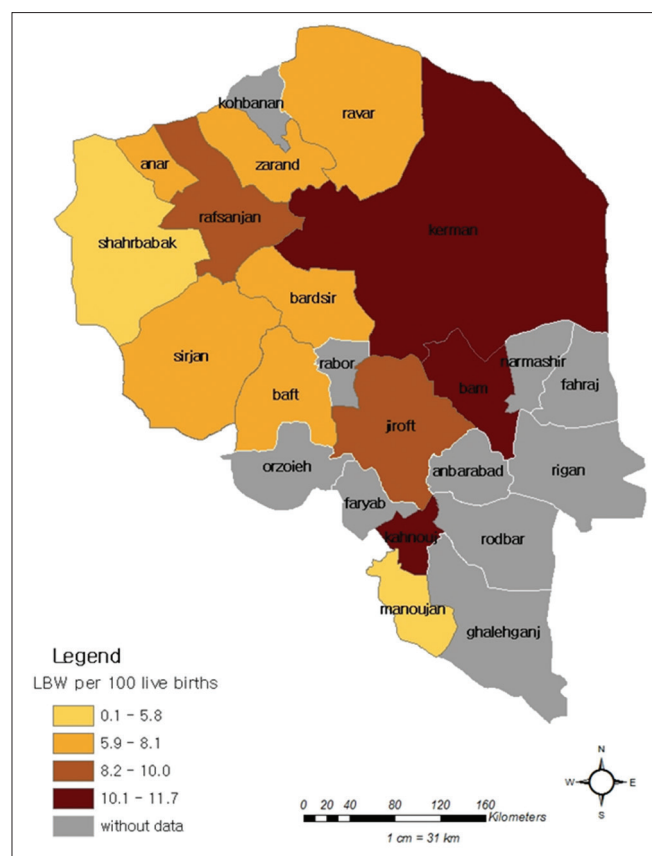 kohbanan
ravar
anar
zarand
rafsanjan
shahrbabak
kerman
bardsir
sirjan
rabor
narmashir
bam
fahraj
baft
jiroft
orzoieh
anbarabad
rigan
faryab
kahnouj
rodbar
manoujan
ghalehganj
Legend
LBW per 100 live births
0.1 - 5.8
5.9 - 8.1
8.2 - 10.0
10.1 - 11.7
without data
N
W
E
S
0 20 40 80 120 160
Kilometers
1 cm = 31 km